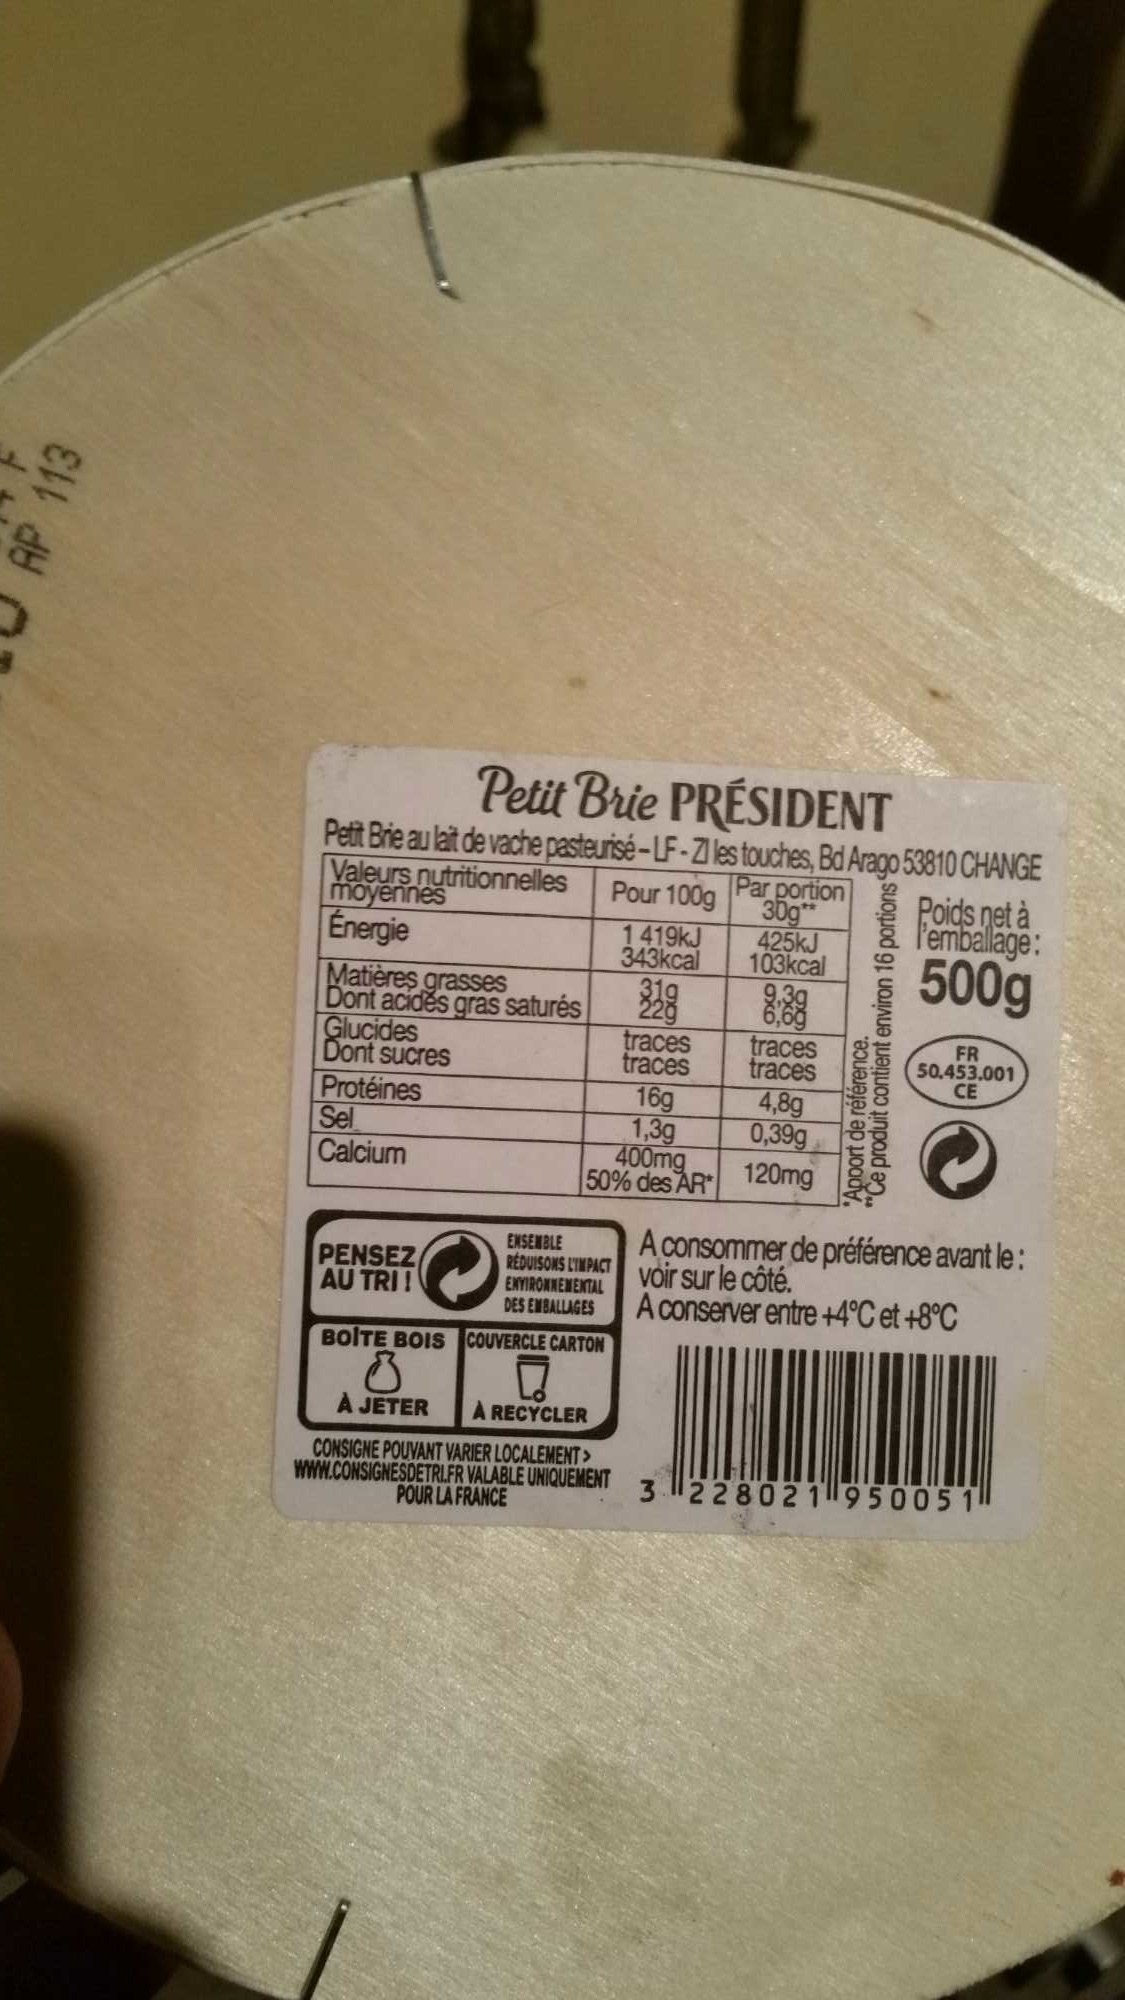 AP 113
Petit Brie PRÉSIDENT
Petit Brie au lait de vache pasteurisé - LF - ZI les touches, Bd Arago 53810 CHANGE
Valeurs nutritionnelles moyennes Pour 100g Par portion 30g**
Énergie 1 419kJ 343kcal 425kJ 103kcal
Matières grasses 31g 9,3g
Dont acides gras saturés 22g 6,6g
Glucides traces traces
Dont sucres traces traces
Protéines 16g 4,8g
Sel 1,3g 0,39g
Calcium 400mg 50% des AR* 120mg
*Apport de référence.
**Ce produit contient environ 16 portions
Poids net à
l'emballage :
500g
FR
50.453.001
CE
PENSEZ
AU TRI !
ENSEMBLE
RÉDUISONS L'IMPACT
ENVIRONNEMENTAL
DES EMBALLAGES
BOÎTE BOIS COUVERCLE CARTON
À JETER À RECYCLER
CONSIGNE POUVANT VARIER LOCALEMENT >
WWW.CONSIGNESDETRI.FR VALABLE UNIQUEMENT
POUR LA FRANCE
A consommer de préférence avant le :
voir sur le côté.
A conserver entre +4°C et +8°C
3 228021 950051